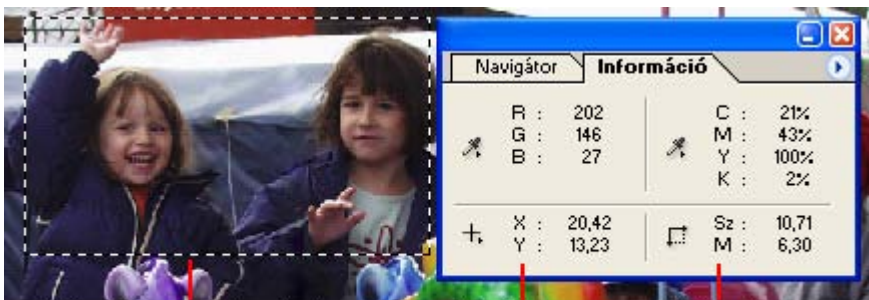 Navigátor Információ
R : 202 C : 21%
G : 146 M : 43%
B : 27 Y : 100%
K : 2%
X : 20,42 Sz : 10,71
Y : 13,23 M : 6,30